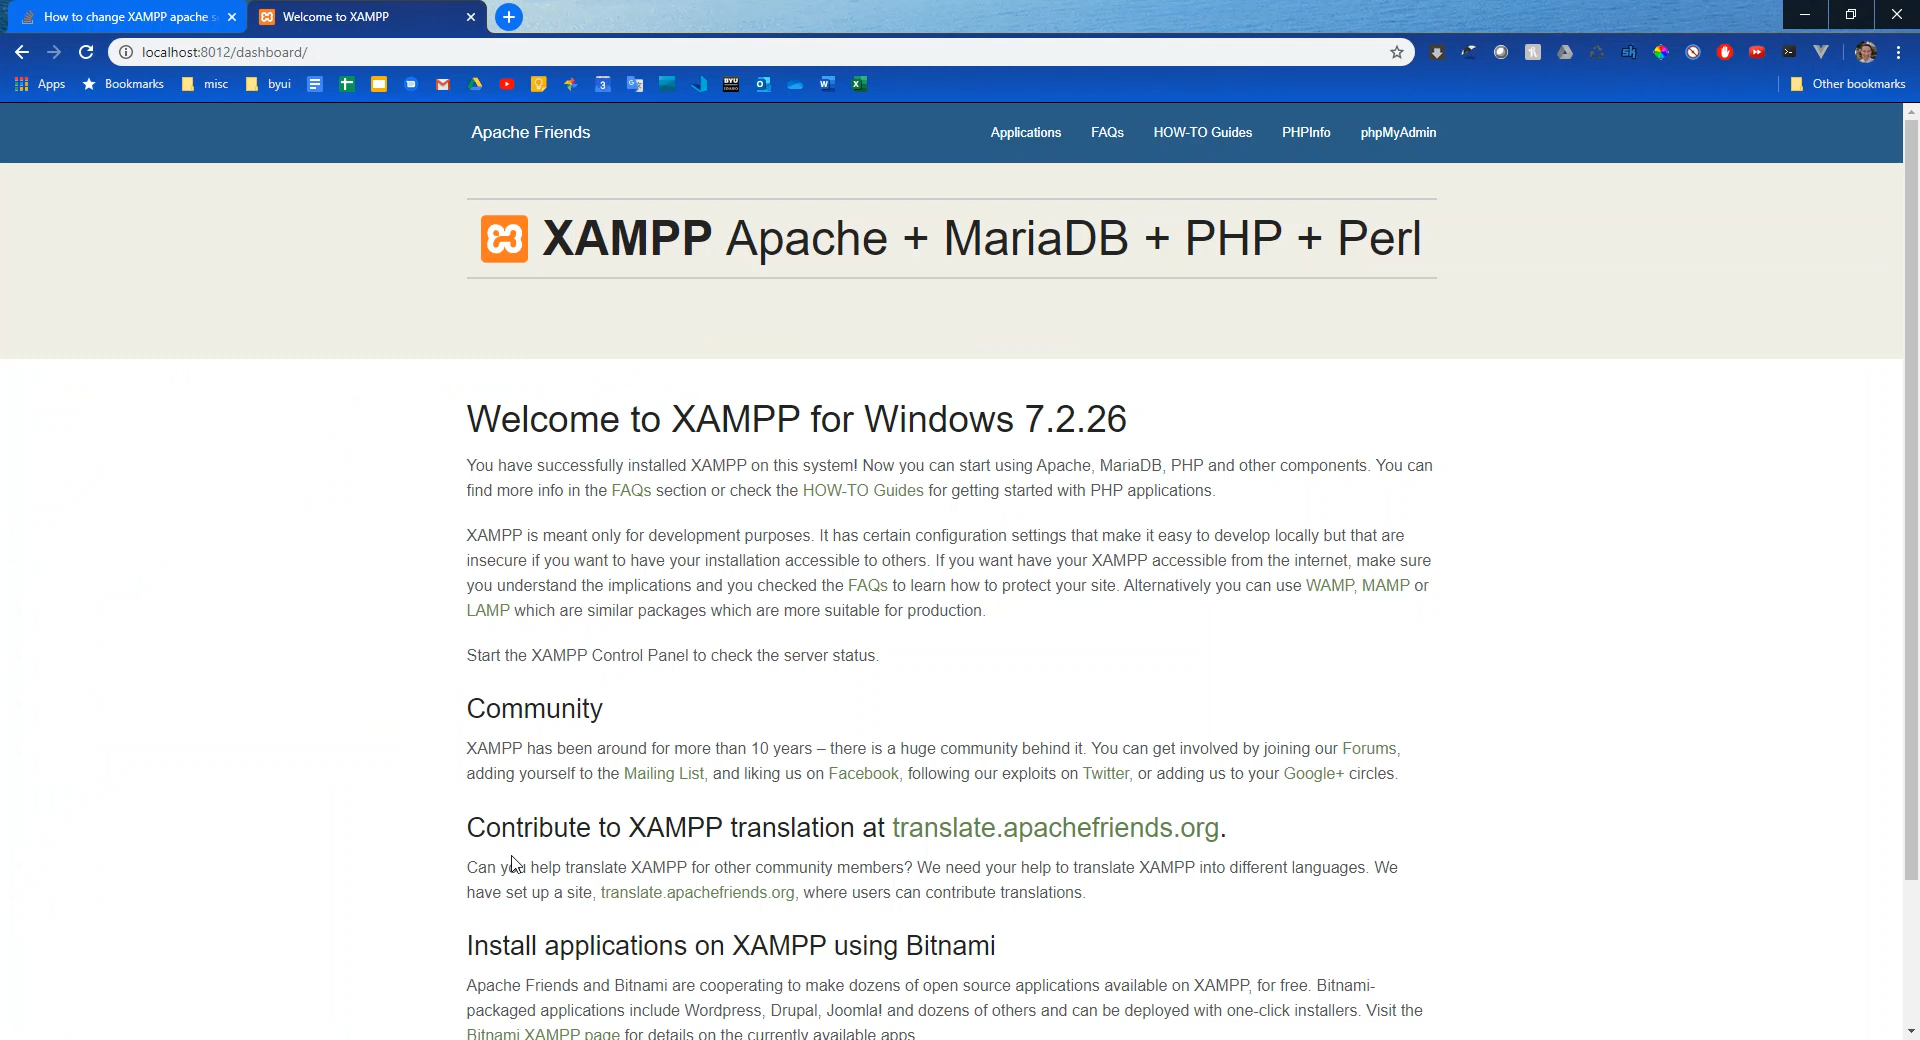 How to change XAMPP apache s
Welcome to XAMPP
localhost:8012/dashboard/
Apps
Bookmarks
misc
byui
Other bookmarks
Apache Friends
Applications
FAQs
HOW-TO Guides
PHPInfo
phpMyAdmin
XAMPP Apache + MariaDB + PHP + Perl
Welcome to XAMPP for Windows 7.2.26
You have successfully installed XAMPP on this system! Now you can start using Apache, MariaDB, PHP and other components. You can
find more info in the FAQs section or check the HOW-TO Guides for getting started with PHP applications.
XAMPP is meant only for development purposes. It has certain configuration settings that make it easy to develop locally but that are
insecure if you want to have your installation accessible to others. If you want have your XAMPP accessible from the internet, make sure
you understand the implications and you checked the FAQs to learn how to protect your site. Alternatively you can use WAMP, MAMP or
LAMP which are similar packages which are more suitable for production.
Start the XAMPP Control Panel to check the server status.
Community
XAMPP has been around for more than 10 years – there is a huge community behind it. You can get involved by joining our Forums,
adding yourself to the Mailing List, and liking us on Facebook, following our exploits on Twitter, or adding us to your Google+ circles.
Contribute to XAMPP translation at translate.apachefriends.org.
Can you help translate XAMPP for other community members? We need your help to translate XAMPP into different languages. We
have set up a site, translate.apachefriends.org, where users can contribute translations.
Install applications on XAMPP using Bitnami
Apache Friends and Bitnami are cooperating to make dozens of open source applications available on XAMPP, for free. Bitnami-
packaged applications include Wordpress, Drupal, Joomla! and dozens of others and can be deployed with one-click installers. Visit the
Bitnami XAMPP page for details on the currently available apps.